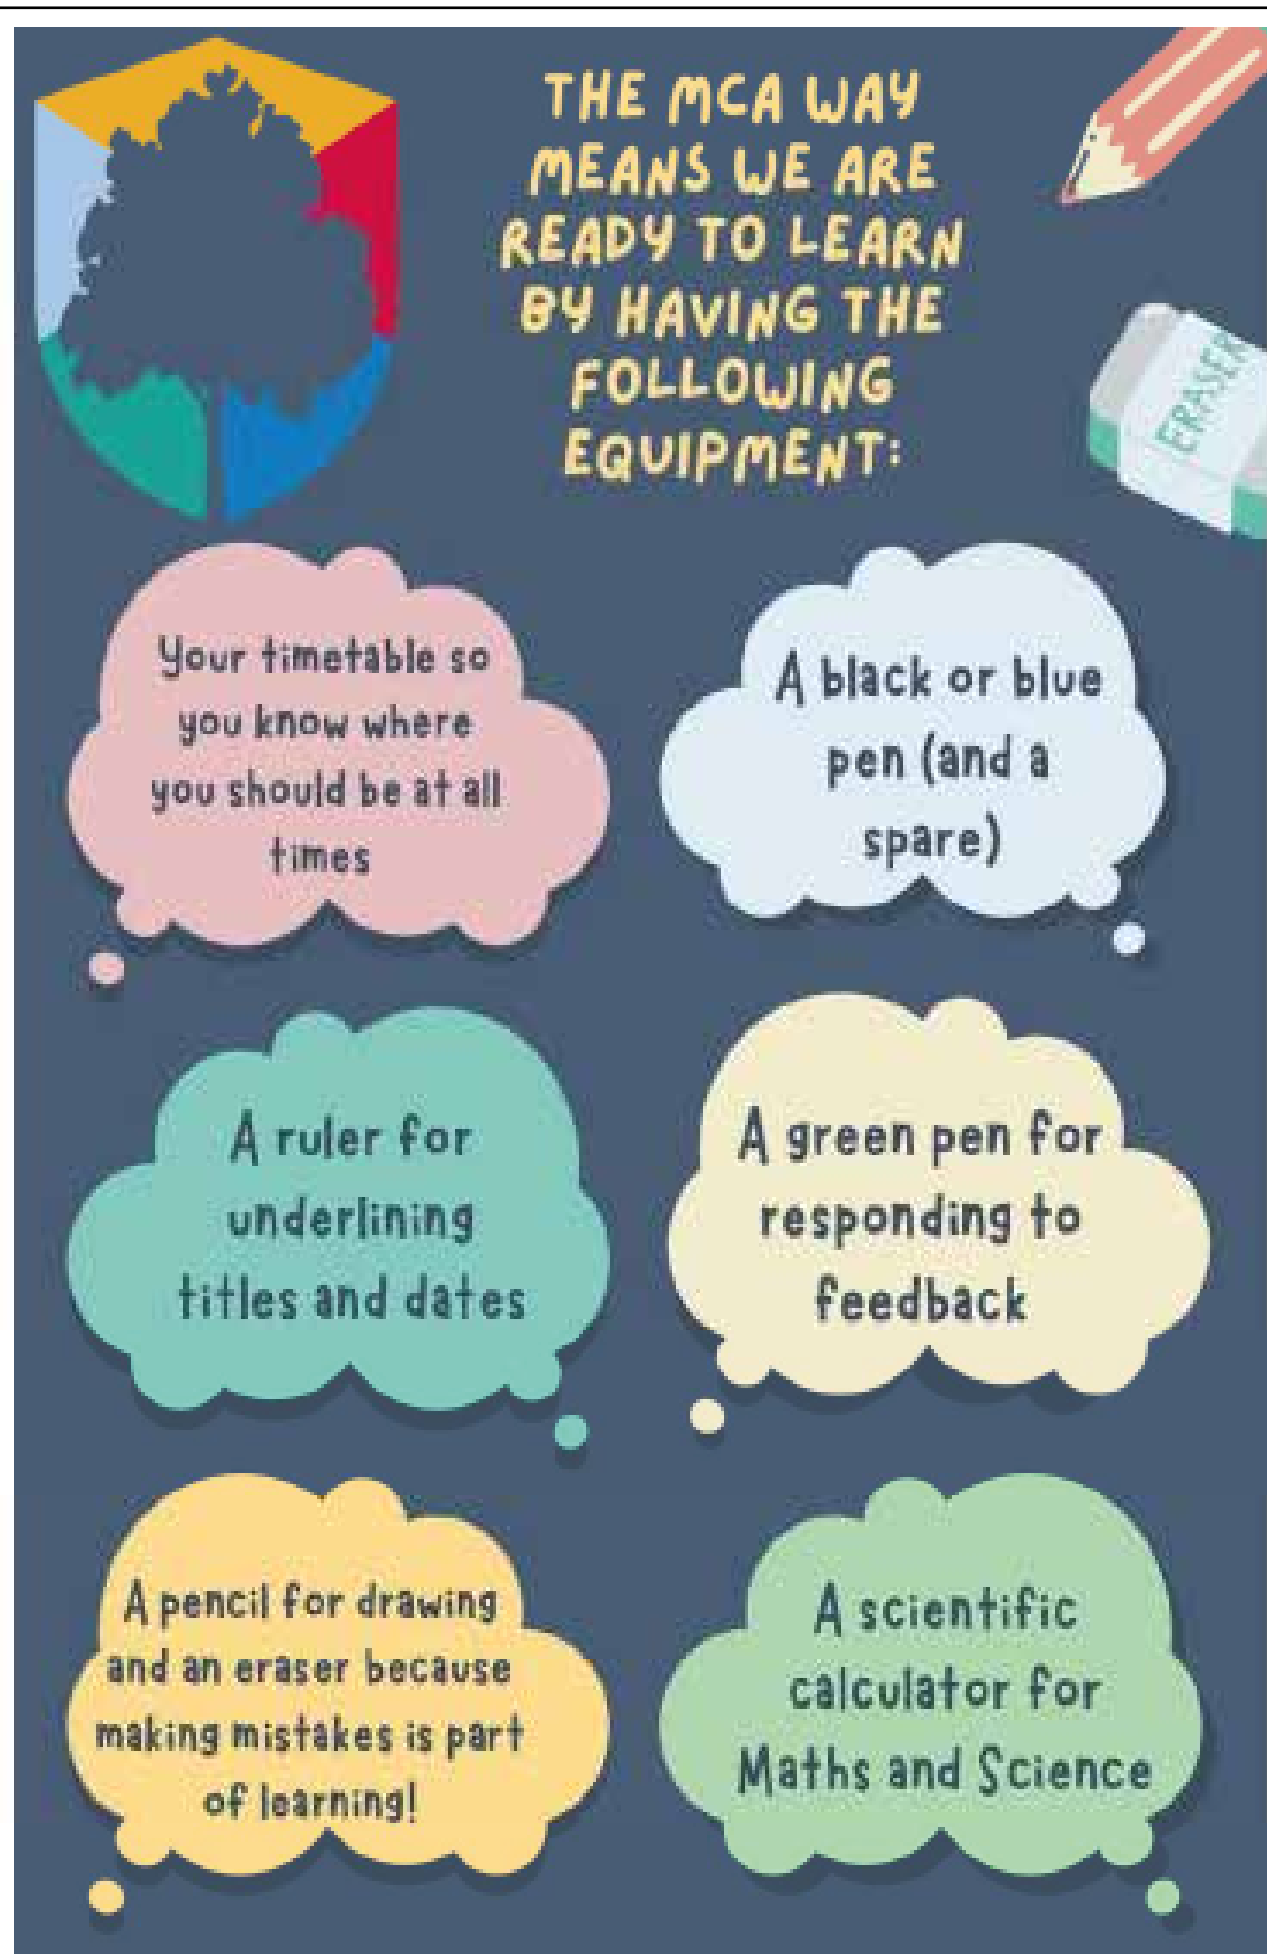 THE MCA WAY
MEANS WE ARE
READY TO LEARN
BY HAVING THE
FOLLOWING
EQUIPMENT:
ERASER
Your timetable so
you know where
you should be at all
times
A black or blue
pen (and a
spare)
A ruler for
underlining
titles and dates
A green pen for
responding to
feedback
A pencil for drawing
and an eraser because
making mistakes is part
of learning!
A scientific
calculator for
Maths and Science